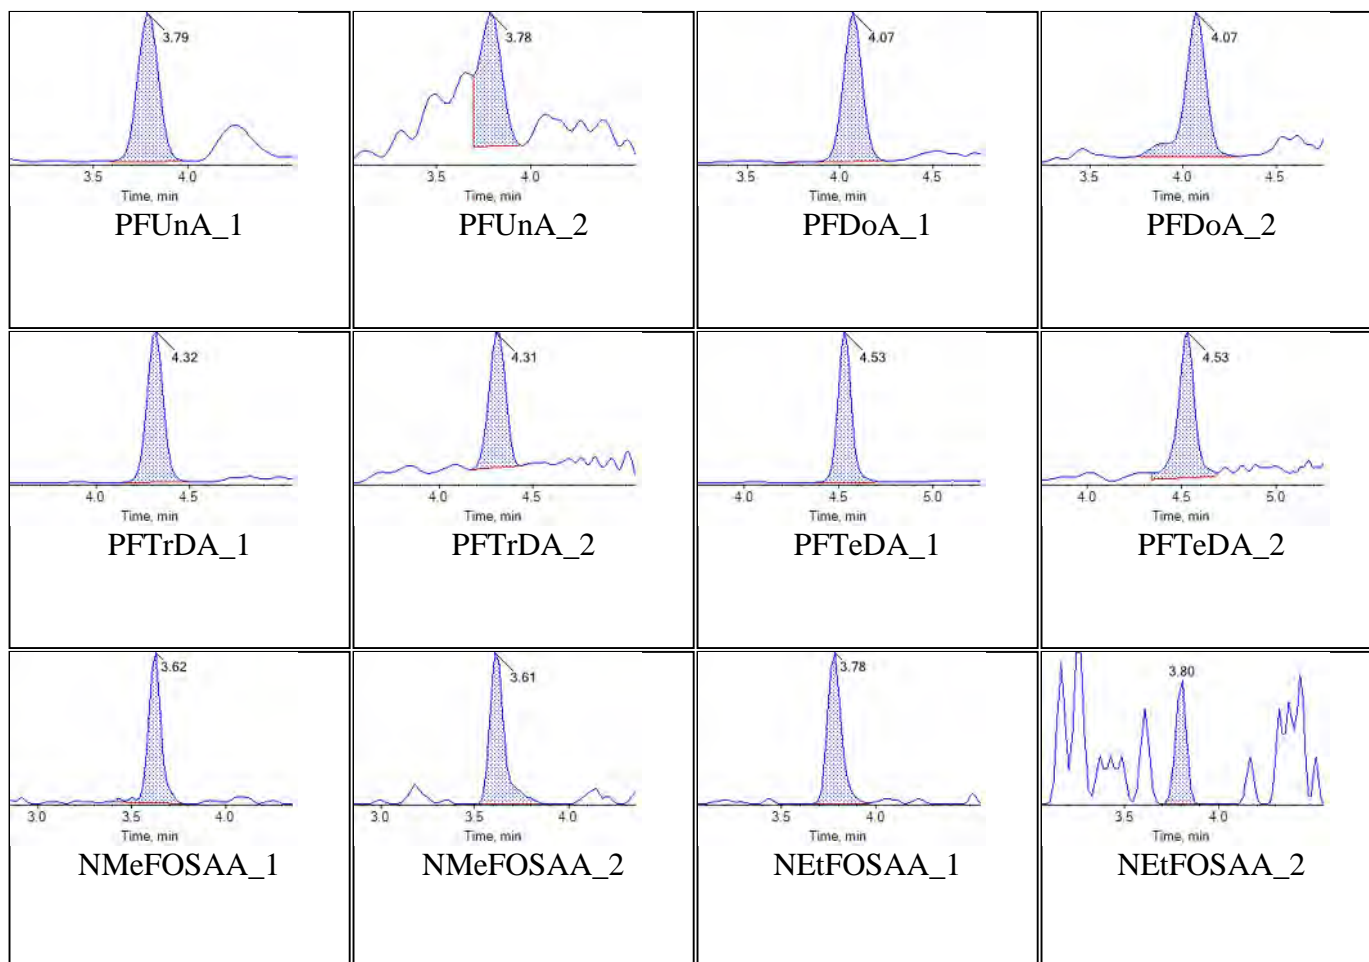 3.79
3.5 4.0
Time, min
PFUnA_1
3.78
3.5 4.0
Time, min
PFUnA_2
4.07
3.5 4.0 4.5
Time, min
PFDoA_1
4.07
3.5 4.0 4.5
Time, min
PFDoA_2
4.32
4.0 4.5
Time, min
PFTrDA_1
4.31
4.0 4.5
Time, min
PFTrDA_2
4.53
4.0 4.5 5.0
Time, min
PFTeDA_1
4.53
4.0 4.5 5.0
Time, min
PFTeDA_2
3.62
3.0 3.5 4.0
Time, min
NMeFOSAA_1
3.61
3.0 3.5 4.0
Time, min
NMeFOSAA_2
3.78
3.5 4.0
Time, min
NEtFOSAA_1
3.80
3.5 4.0
Time, min
NEtFOSAA_2